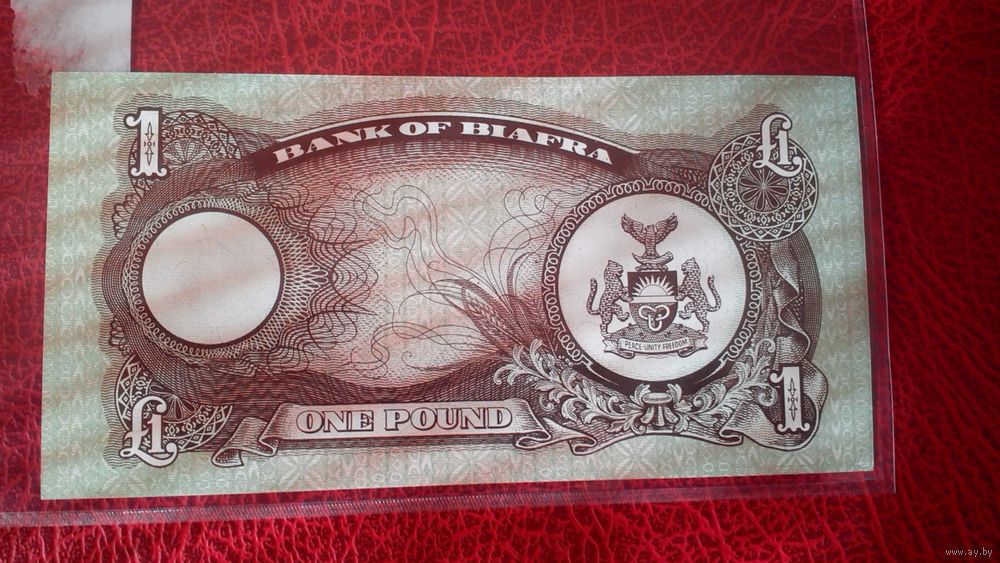 1
BANK OF BIAFRA
£1
PEACE·UNITY·FREEDOM
£1
ONE POUND
1
www.ay.by